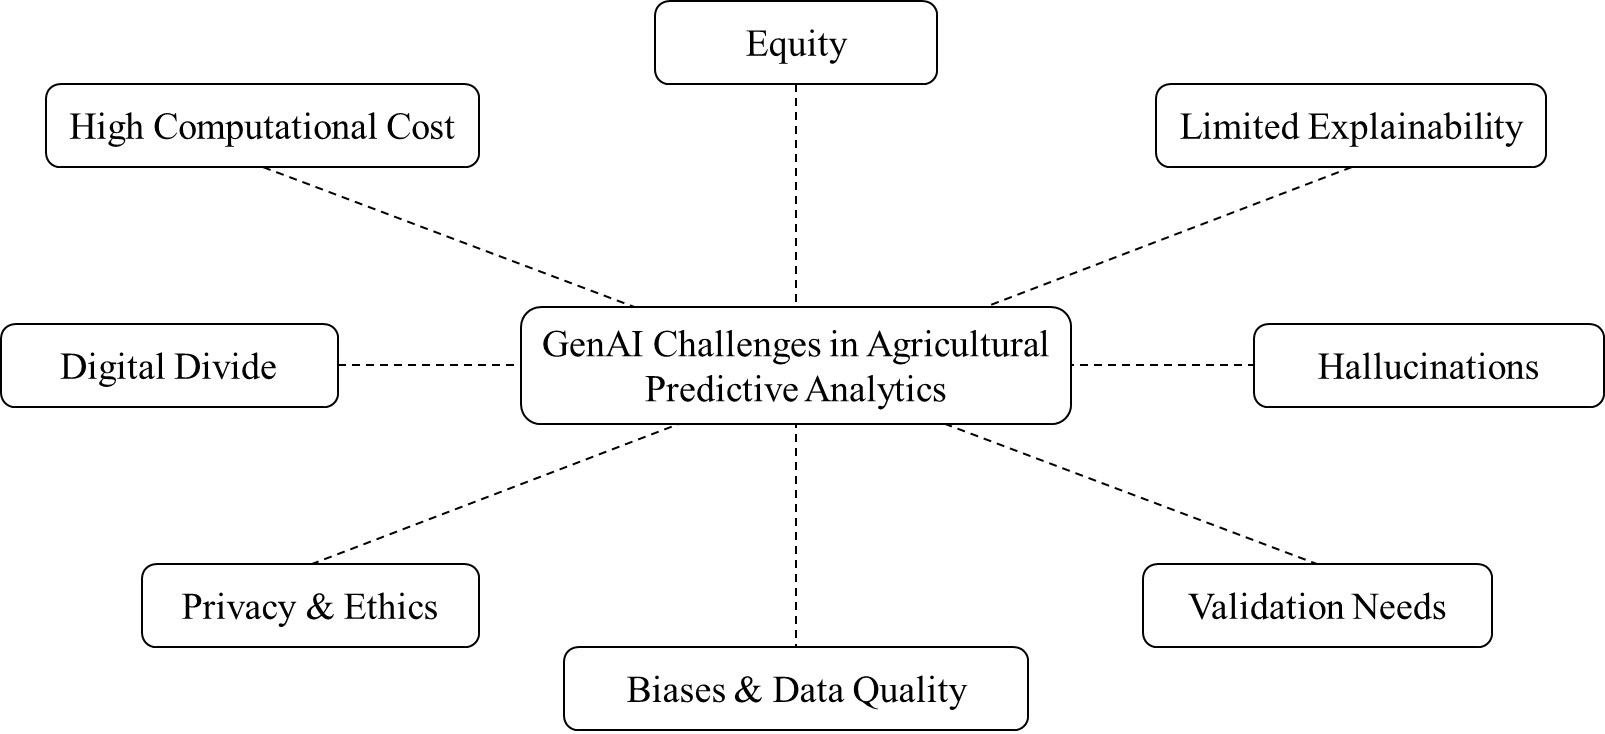 Equity
High Computational Cost
Limited Explainability
GenAI Challenges in Agricultural
Predictive Analytics
Digital Divide
Hallucinations
Privacy & Ethics
Validation Needs
Biases & Data Quality